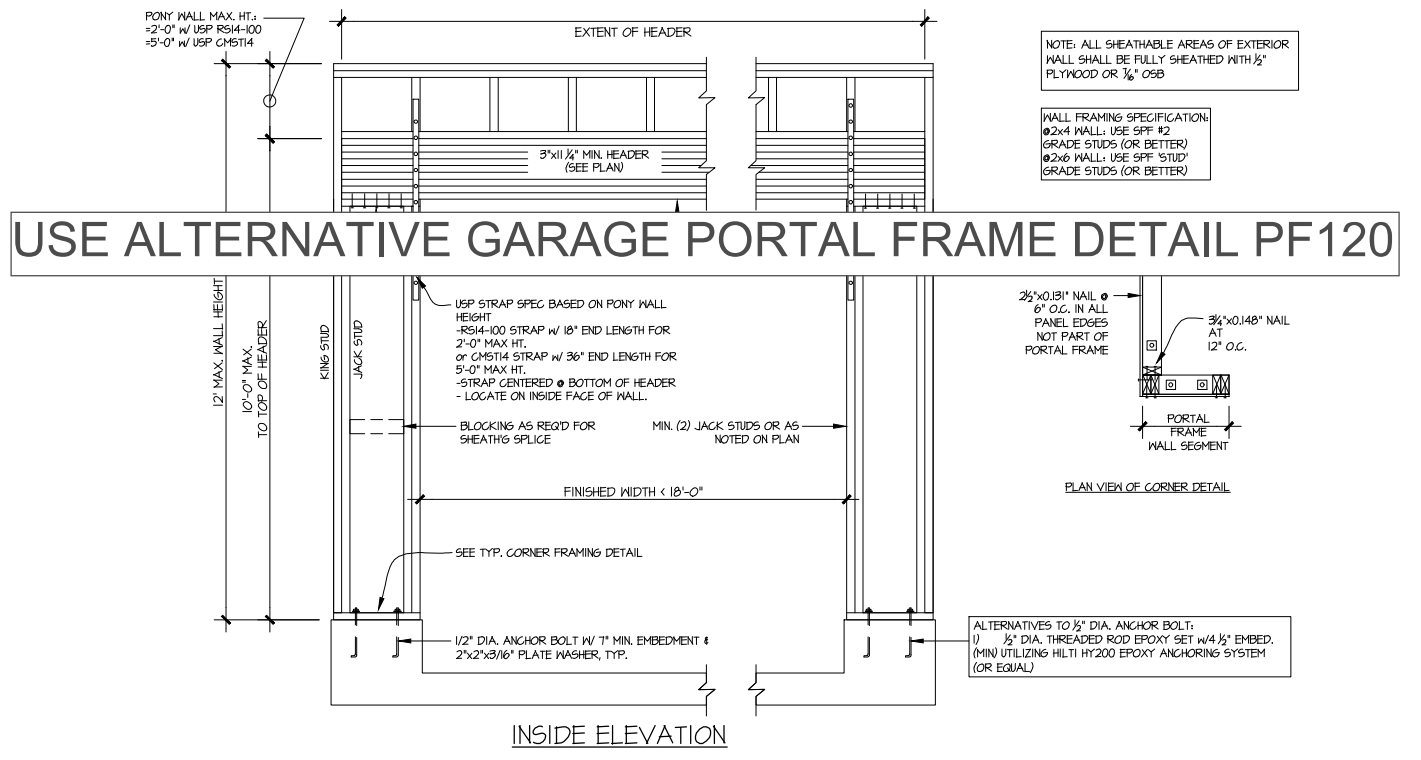 PONY WALL MAX. HT.:
=2'-0" W/ USP RS14-100
=5'-0" W/ USP CMST14
EXTENT OF HEADER
NOTE: ALL SHEATHABLE AREAS OF EXTERIOR
WALL SHALL BE FULLY SHEATHED WITH ½"
PLYWOOD OR 7/16" OSB
WALL FRAMING SPECIFICATION:
@2x4 WALL: USE SPF #2
GRADE STUDS (OR BETTER)
@2x6 WALL: USE SPF 'STUD'
GRADE STUDS (OR BETTER)
3"x11 ¼" MIN. HEADER
(SEE PLAN)
USE ALTERNATIVE GARAGE PORTAL FRAME DETAIL PF120
12' MAX. WALL HEIGHT
10'-0" MAX.
TO TOP OF HEADER
KING STUD
JACK STUD
USP STRAP SPEC BASED ON PONY WALL
HEIGHT
-RS14-100 STRAP W/ 18" END LENGTH FOR
2'-0" MAX HT.
or CMST14 STRAP W/ 36" END LENGTH FOR
5'-0" MAX HT.
-STRAP CENTERED @ BOTTOM OF HEADER
- LOCATE ON INSIDE FACE OF WALL.
BLOCKING AS REQ'D FOR
SHEATH'G SPLICE
MIN. (2) JACK STUDS OR AS
NOTED ON PLAN
2½"x0.131" NAIL @
6" O.C. IN ALL
PANEL EDGES
NOT PART OF
PORTAL FRAME
3¼"x0.148" NAIL
AT
12" O.C.
PORTAL
FRAME
WALL SEGMENT
PLAN VIEW OF CORNER DETAIL
FINISHED WIDTH < 18'-0"
SEE TYP. CORNER FRAMING DETAIL
1/2" DIA. ANCHOR BOLT W/ 7" MIN. EMBEDMENT &
2"x2"x3/16" PLATE WASHER, TYP.
ALTERNATIVES TO ½" DIA. ANCHOR BOLT:
1) ½" DIA. THREADED ROD EPOXY SET W/4 ½" EMBED.
(MIN) UTILIZING HILTI HY200 EPOXY ANCHORING SYSTEM
(OR EQUAL)
INSIDE ELEVATION